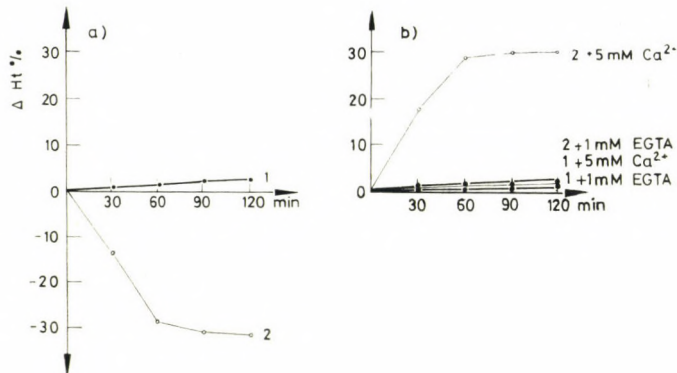 a)
Δ Ht %
30
20
10
0
-10
-20
-30
30 60 90 120 min
1
2
b)
30
20
10
0
30 60 90 120 min
2 + 5 mM Ca²⁻
2 + 1 mM EGTA
1 + 5 mM Ca²⁺
1 + 1 mM EGTA